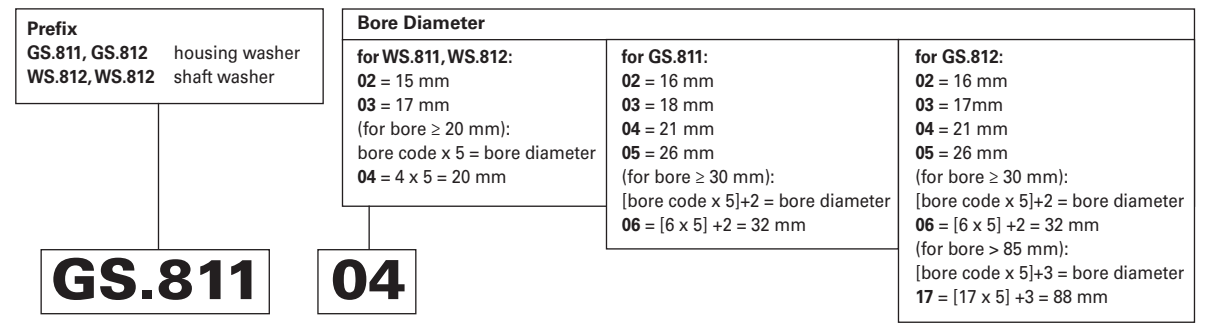 Prefix
GS.811, GS.812 housing washer
WS.812, WS.812 shaft washer
Bore Diameter
for WS.811, WS.812:
02 = 15 mm
03 = 17 mm
(for bore ≥ 20 mm):
bore code x 5 = bore diameter
04 = 4 x 5 = 20 mm
for GS.811:
02 = 16 mm
03 = 18 mm
04 = 21 mm
05 = 26 mm
(for bore ≥ 30 mm):
[bore code x 5]+2 = bore diameter
06 = [6 x 5] +2 = 32 mm
for GS.812:
02 = 16 mm
03 = 17mm
04 = 21 mm
05 = 26 mm
(for bore ≥ 30 mm):
[bore code x 5]+2 = bore diameter
06 = [6 x 5] +2 = 32 mm
(for bore > 85 mm):
[bore code x 5]+3 = bore diameter
17 = [17 x 5] +3 = 88 mm
GS.811 04